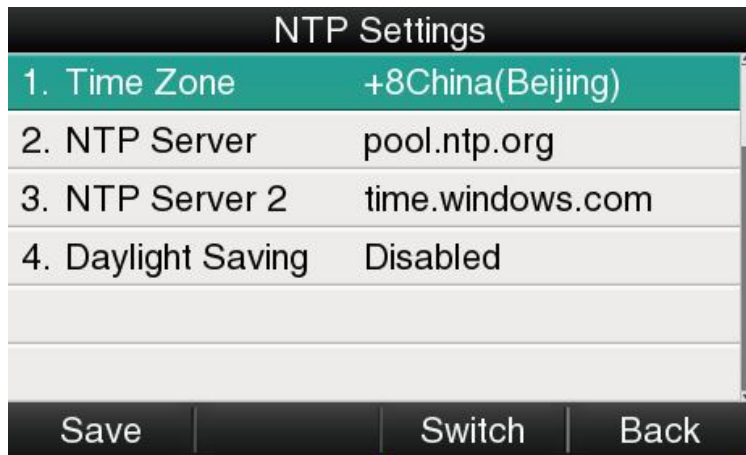 NTP Settings
1. Time Zone +8China(Beijing)
2. NTP Server pool.ntp.org
3. NTP Server 2 time.windows.com
4. Daylight Saving Disabled
Save Switch Back